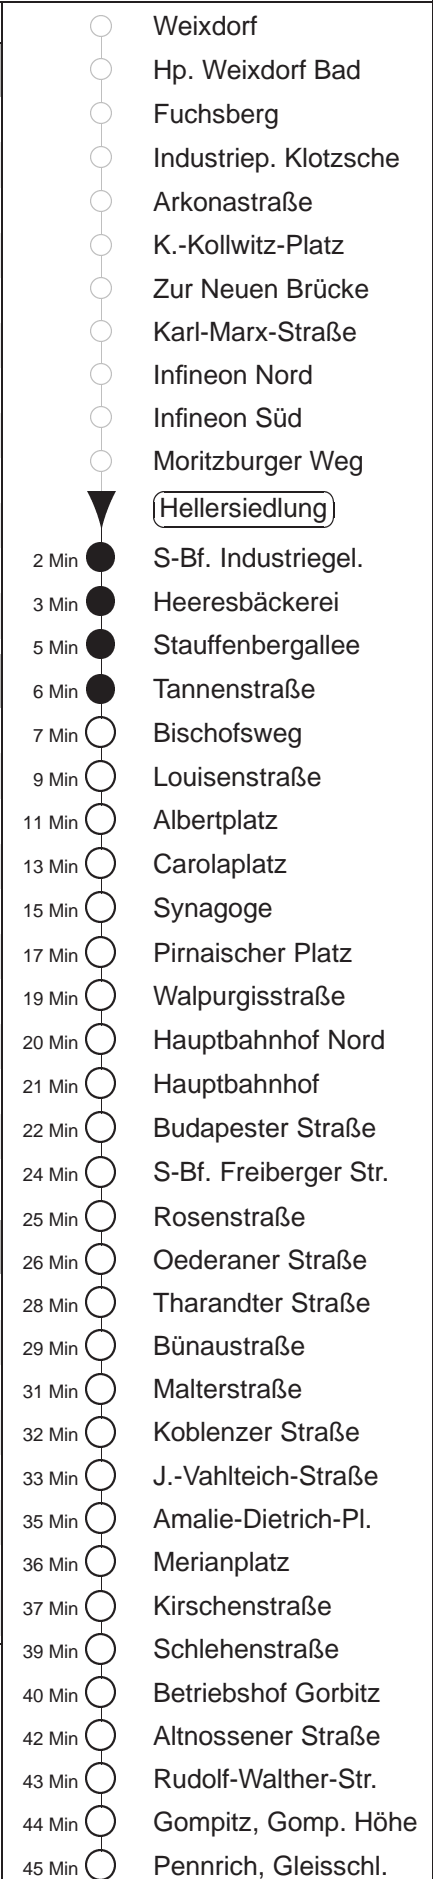 Weixdorf
Hp. Weixdorf Bad
Fuchsberg
Industriep. Klotzsche
Arkonastraße
K.-Kollwitz-Platz
Zur Neuen Brücke
Karl-Marx-Straße
Infineon Nord
Infineon Süd
Moritzburger Weg
Hellersiedlung
2 Min S-Bf. Industriegel.
3 Min Heeresbäckerei
5 Min Stauffenbergallee
6 Min Tannenstraße
7 Min Bischofsweg
9 Min Louisenstraße
11 Min Albertplatz
13 Min Carolaplatz
15 Min Synagoge
17 Min Pirnaischer Platz
19 Min Walpurgisstraße
20 Min Hauptbahnhof Nord
21 Min Hauptbahnhof
22 Min Budapester Straße
24 Min S-Bf. Freiberger Str.
25 Min Rosenstraße
26 Min Oederaner Straße
28 Min Tharandter Straße
29 Min Bünaustraße
31 Min Malterstraße
32 Min Koblenzer Straße
33 Min J.-Vahlteich-Straße
35 Min Amalie-Dietrich-Pl.
36 Min Merianplatz
37 Min Kirschenstraße
39 Min Schlehenstraße
40 Min Betriebshof Gorbitz
42 Min Altnossener Straße
43 Min Rudolf-Walther-Str.
44 Min Gompitz, Gomp. Höhe
45 Min Pennrich, Gleisschl.